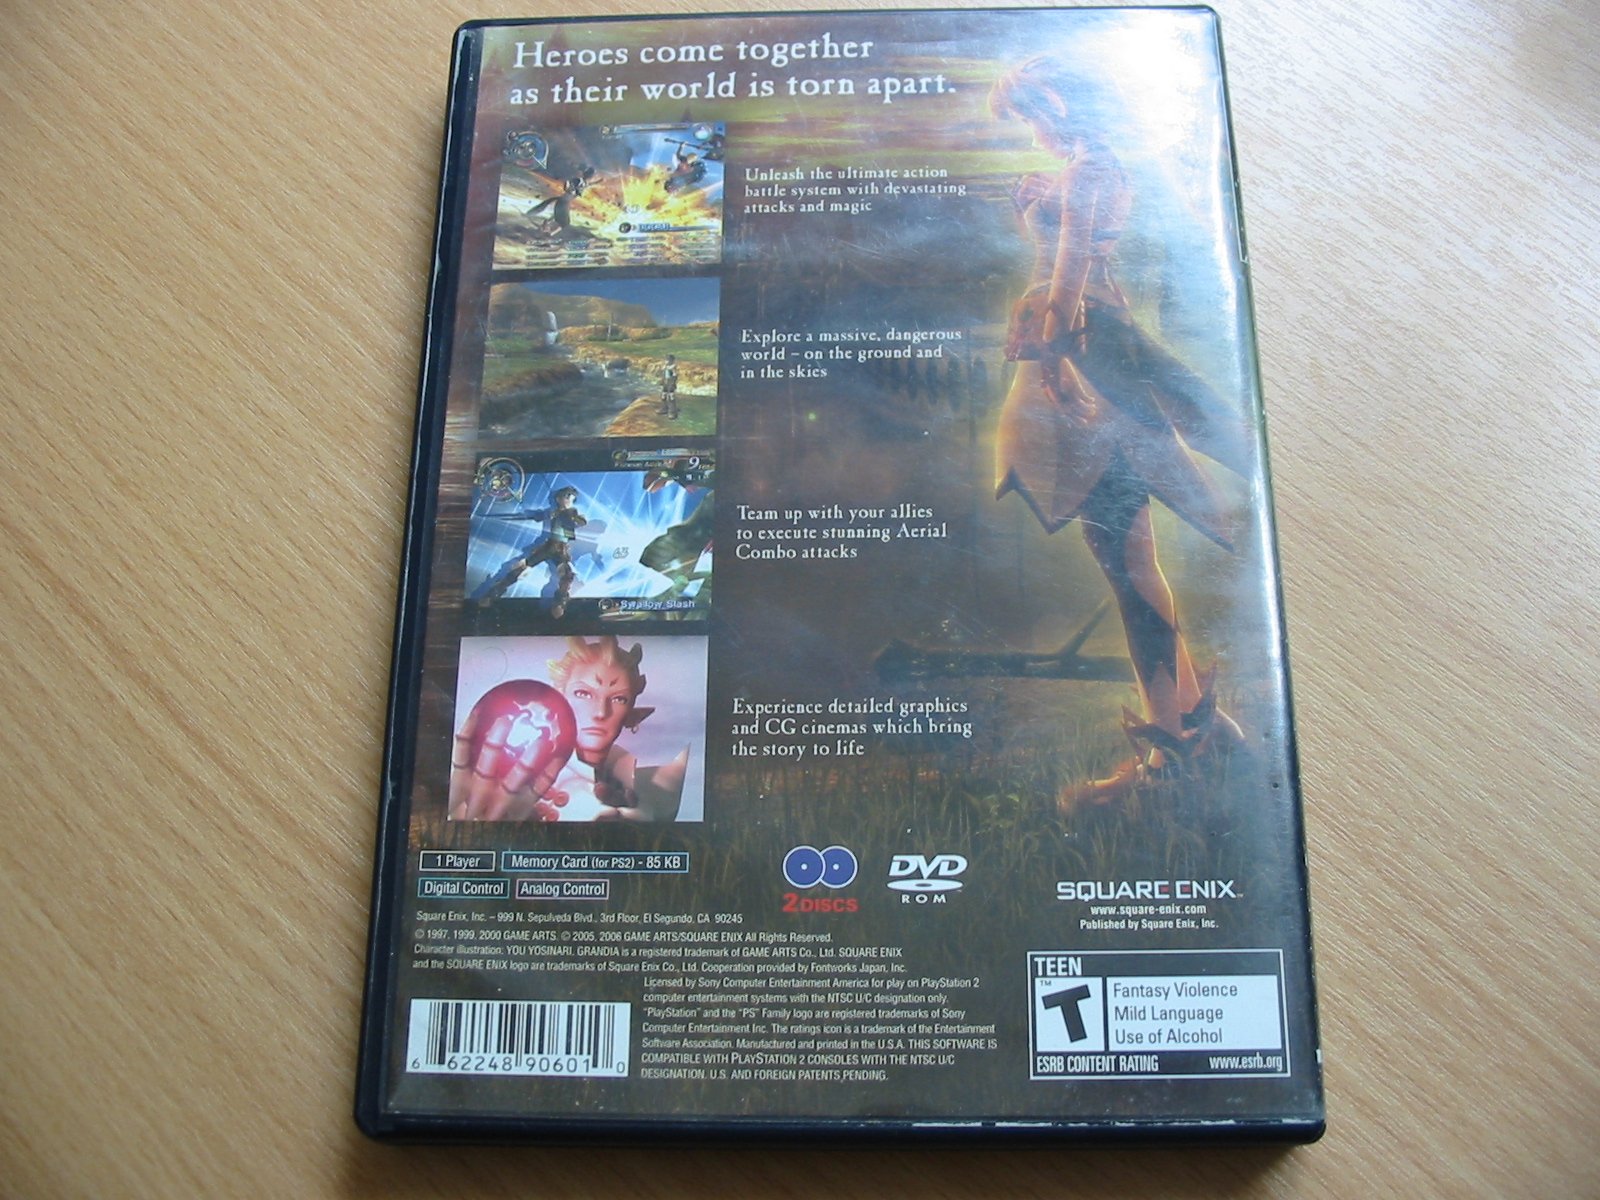 Heroes come together
as their world is torn apart.
Unleash the ultimate action
battle system with devastating
attacks and magic
Explore a massive, dangerous
world – on the ground and
in the skies
9
Swallow Slash
Team up with your allies
to execute stunning Aerial
Combo attacks
Experience detailed graphics
and CG cinemas which bring
the story to life
1 Player
Memory Card (for PS2) - 85 KB
Digital Control
Analog Control
2 DISCS
DVD
ROM
SQUARE ENIX™
www.square-enix.com
Published by Square Enix, Inc.
Square Enix, Inc. – 999 N. Sepulveda Blvd., 3rd Floor, El Segundo, CA 90245
© 1997, 1999, 2000 GAME ARTS. © 2005, 2006 GAME ARTS/SQUARE ENIX All Rights Reserved.
Character illustration: YOU YOSINARI. GRANDIA is a registered trademark of GAME ARTS Co., Ltd. SQUARE ENIX
and the SQUARE ENIX logo are trademarks of Square Enix Co., Ltd. Cooperation provided by Fontworks Japan, Inc.
Licensed by Sony Computer Entertainment America for play on PlayStation 2
computer entertainment systems with the NTSC U/C designation only.
"PlayStation" and the "PS" Family logo are registered trademarks of Sony
Computer Entertainment Inc. The ratings icon is a trademark of the Entertainment
Software Association. Manufactured and printed in the U.S.A. THIS SOFTWARE IS
COMPATIBLE WITH PLAYSTATION 2 CONSOLES WITH THE NTSC U/C
DESIGNATION. U.S. AND FOREIGN PATENTS PENDING.
6 62248 90601 0
TEEN
™
T
Fantasy Violence
Mild Language
Use of Alcohol
ESRB CONTENT RATING
www.esrb.org